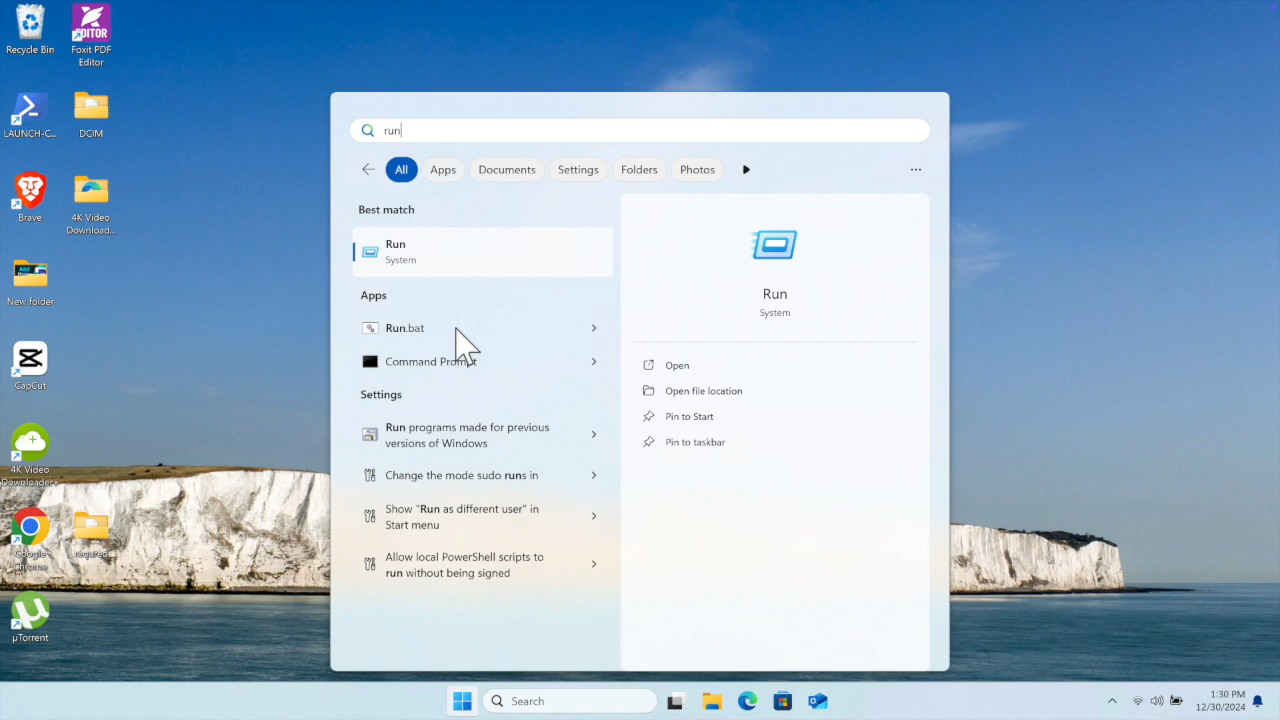 Recycle Bin
EDITOR
Foxit PDF
Editor
LAUNCH-C...
DCIM
Brave
4K Video
Download...
New folder
CapCut
4K Video
Downloader+
Google
Chrome
required
µTorrent
run
All
Apps
Documents
Settings
Folders
Photos
Best match
Run
System
Apps
Run.bat
Command Prompt
Settings
Run programs made for previous
versions of Windows
Change the mode sudo runs in
Show "Run as different user" in
Start menu
Allow local PowerShell scripts to
run without being signed
Run
System
Open
Open file location
Pin to Start
Pin to taskbar
Search
1:30 PM
12/30/2024